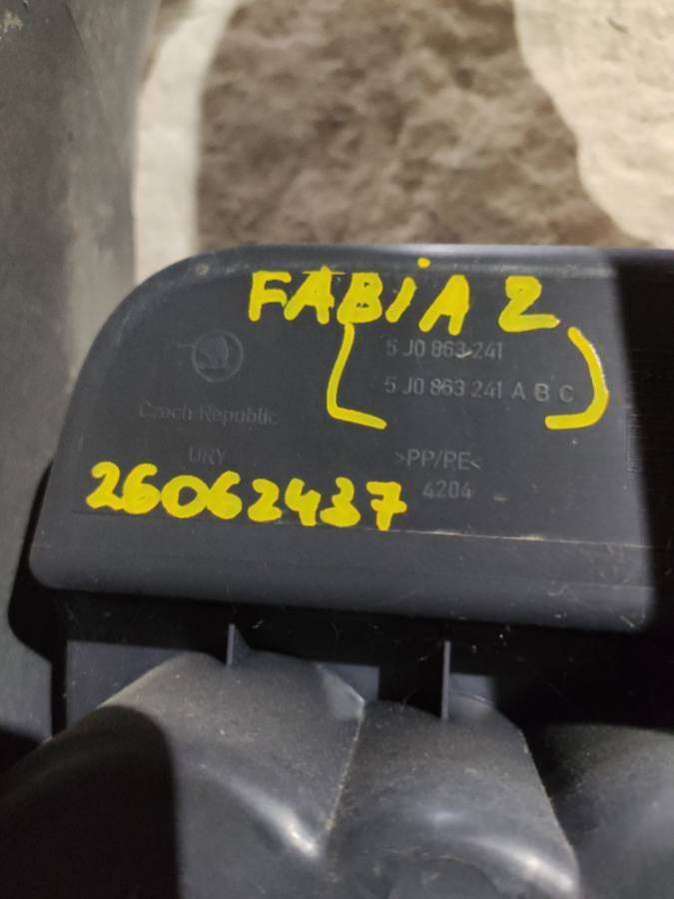 FABIA 2
5 J0 863 241
5 J0 863 241 A B C
Czech Republic
URY
>PP/PE<
26062437
4204